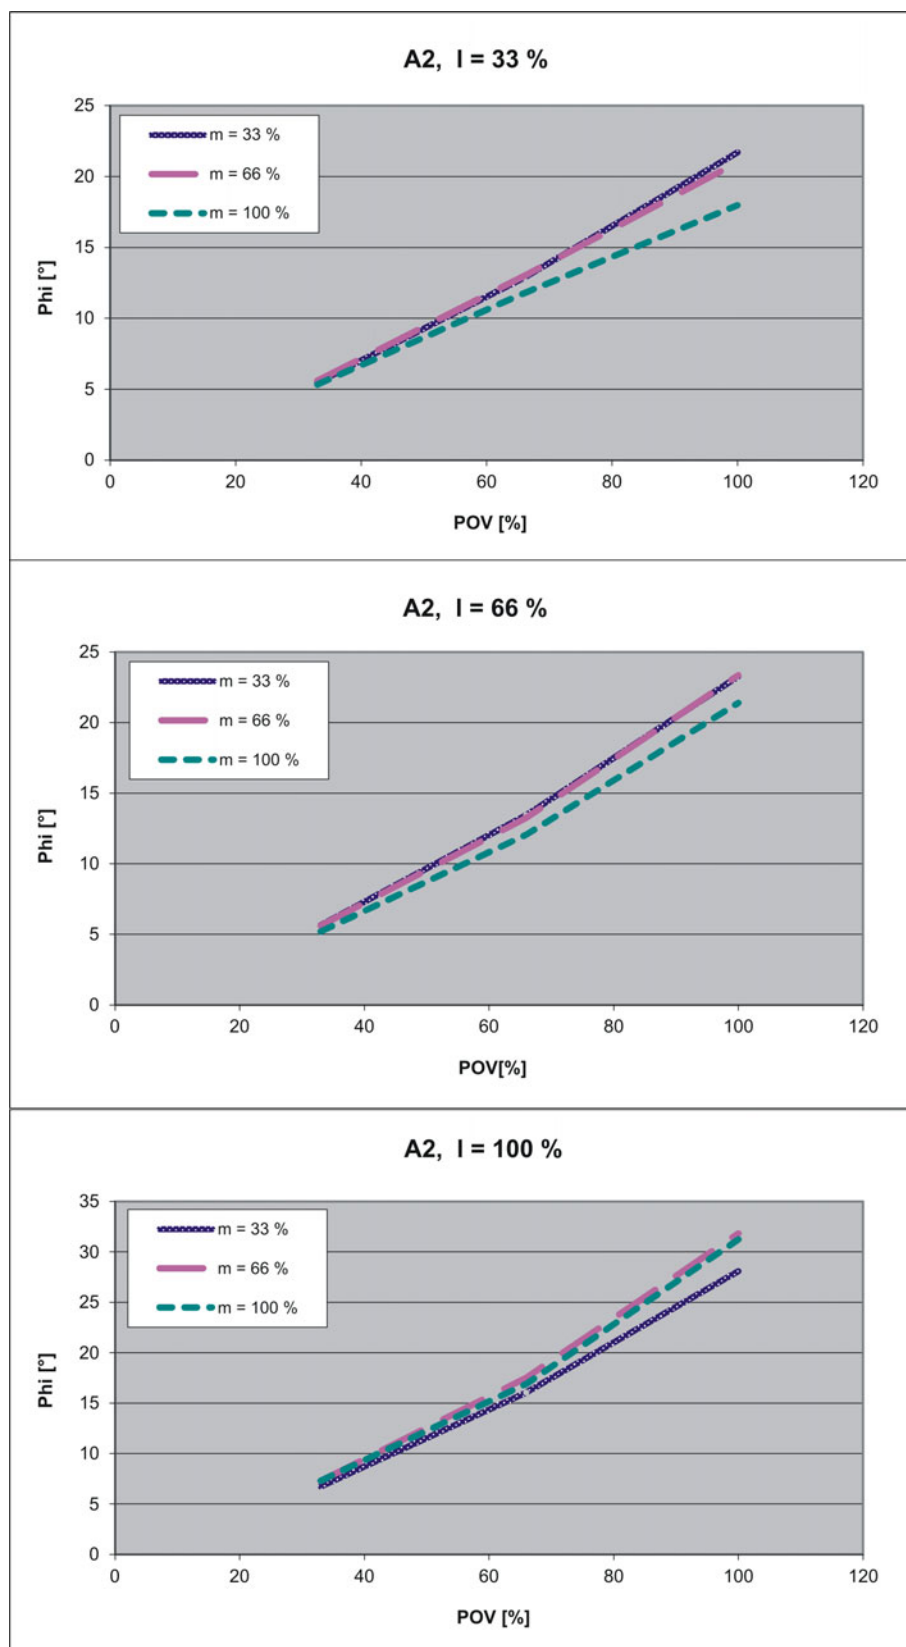 A2, l = 33 %
25
20
15
10
5
0
Phi [°]
m = 33 %
m = 66 %
m = 100 %
0 20 40 60 80 100 120
POV [%]
A2, l = 66 %
25
20
15
10
5
0
Phi [°]
m = 33 %
m = 66 %
m = 100 %
0 20 40 60 80 100 120
POV[%]
A2, l = 100 %
35
30
25
20
15
10
5
0
Phi [°]
m = 33 %
m = 66 %
m = 100 %
0 20 40 60 80 100 120
POV [%]